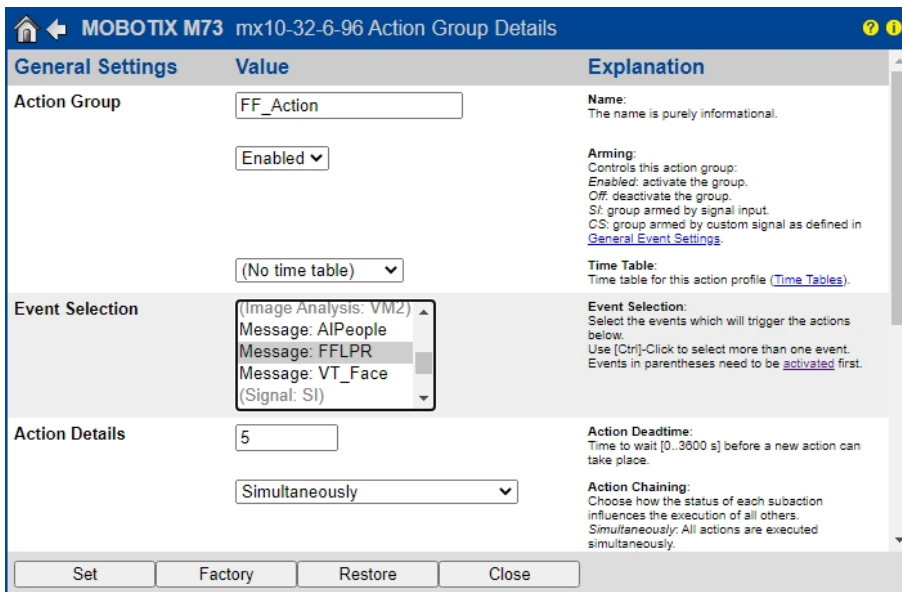 MOBOTIX M73 mx10-32-6-96 Action Group Details
? i
General Settings Value Explanation
Action Group
FF_Action
Name:
The name is purely informational.
Enabled
Arming:
Controls this action group:
Enabled: activate the group.
Off: deactivate the group.
SI: group armed by signal input.
CS: group armed by custom signal as defined in
General Event Settings.
(No time table)
Time Table:
Time table for this action profile (Time Tables).
Event Selection
(Image Analysis: VM2)
Message: AIPeople
Message: FFLPR
Message: VT_Face
(Signal: SI)
Event Selection:
Select the events which will trigger the actions
below.
Use [Ctrl]-Click to select more than one event.
Events in parentheses need to be activated first.
Action Details
5
Action Deadtime:
Time to wait [0..3600 s] before a new action can
take place.
Simultaneously
Action Chaining:
Choose how the status of each subaction
influences the execution of all others.
Simultaneously: All actions are executed
simultaneously.
Set Factory Restore Close